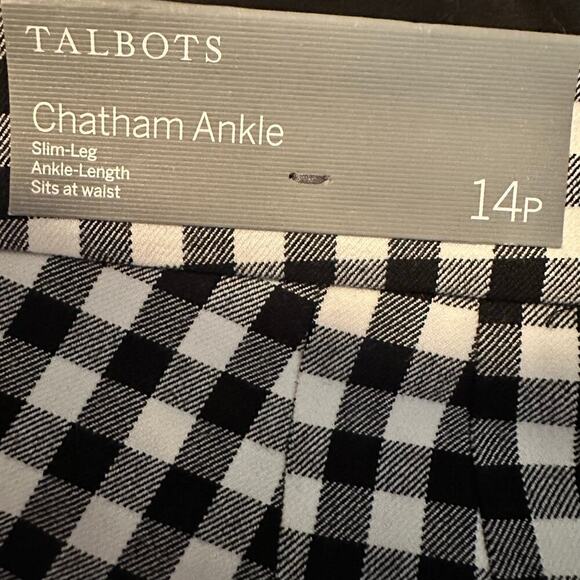 TALBOTS
Chatham Ankle
Slim-Leg
Ankle-Length
Sits at waist
14P